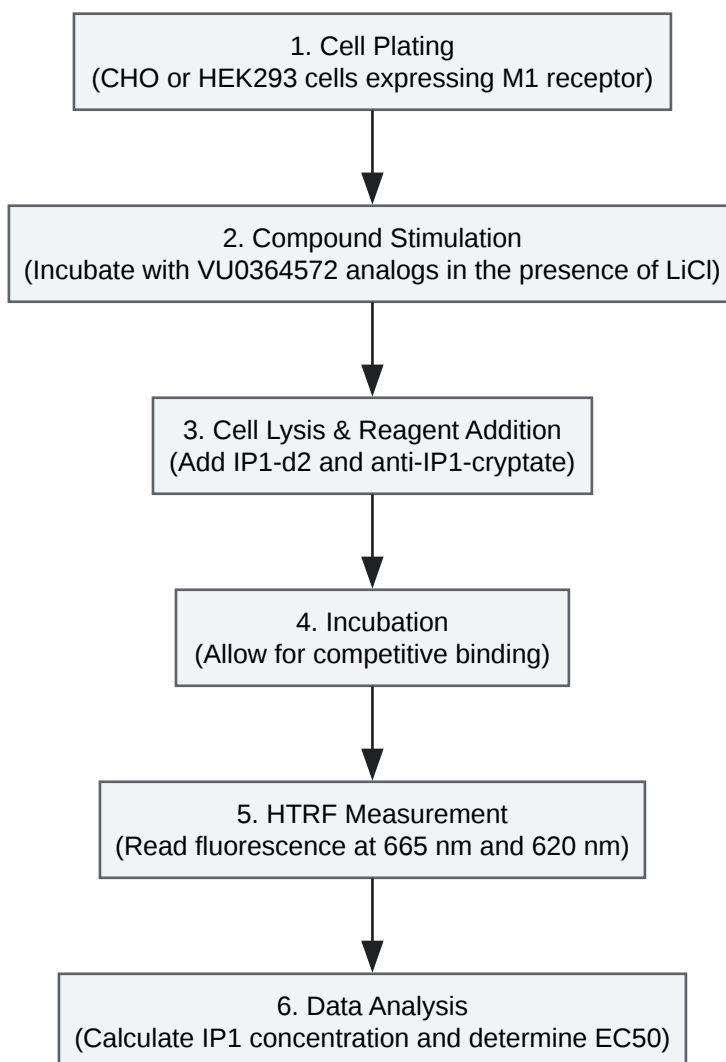 1. Cell Plating
(CHO or HEK293 cells expressing M1 receptor)
2. Compound Stimulation
(Incubate with VU0364572 analogs in the presence of LiCl)
3. Cell Lysis & Reagent Addition
(Add IP1-d2 and anti-IP1-cryptate)
4. Incubation
(Allow for competitive binding)
5. HTRF Measurement
(Read fluorescence at 665 nm and 620 nm)
6. Data Analysis
(Calculate IP1 concentration and determine EC50)